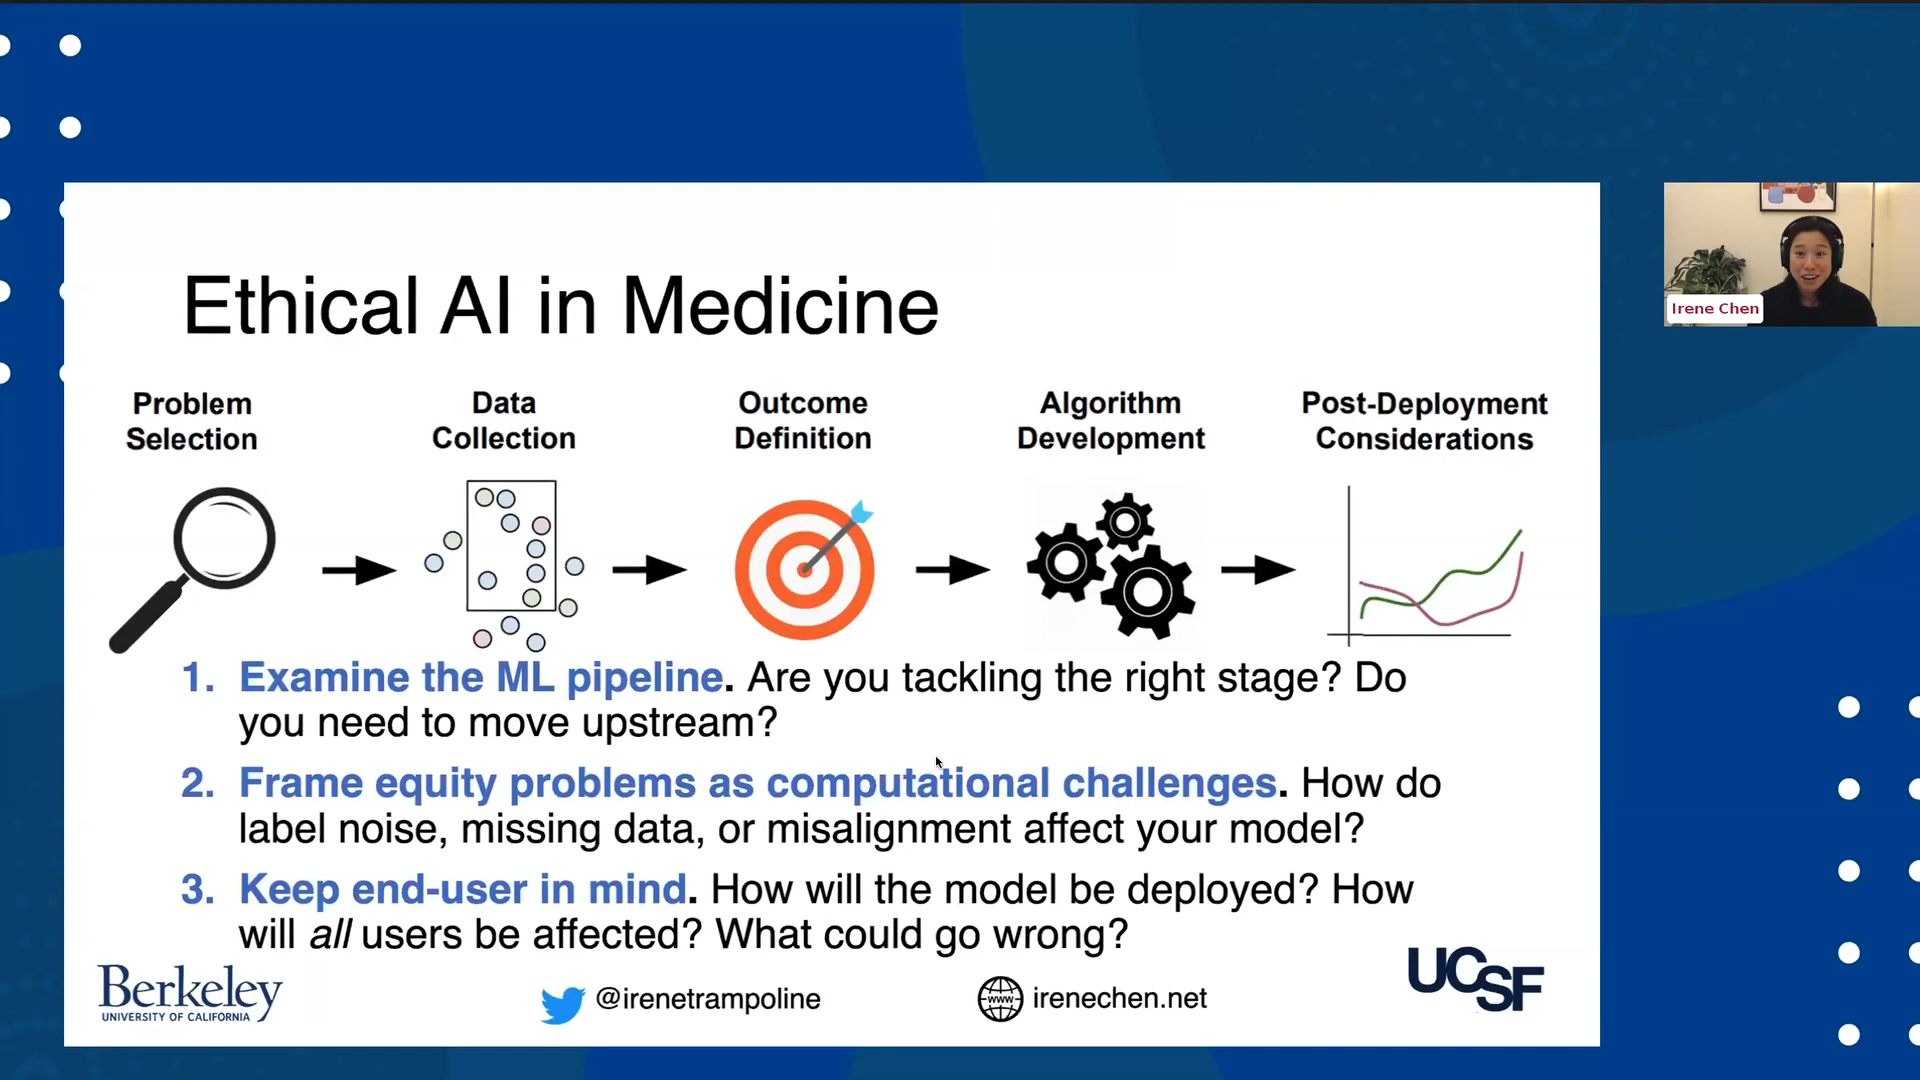 Ethical AI in Medicine
Problem
Selection
Data
Collection
Outcome
Definition
Algorithm
Development
Post-Deployment
Considerations
1. Examine the ML pipeline. Are you tackling the right stage? Do
you need to move upstream?
2. Frame equity problems as computational challenges. How do
label noise, missing data, or misalignment affect your model?
3. Keep end-user in mind. How will the model be deployed? How
will all users be affected? What could go wrong?
Berkeley
UNIVERSITY OF CALIFORNIA
@irenetrampoline
www
irenechen.net
UCSF
Irene Chen